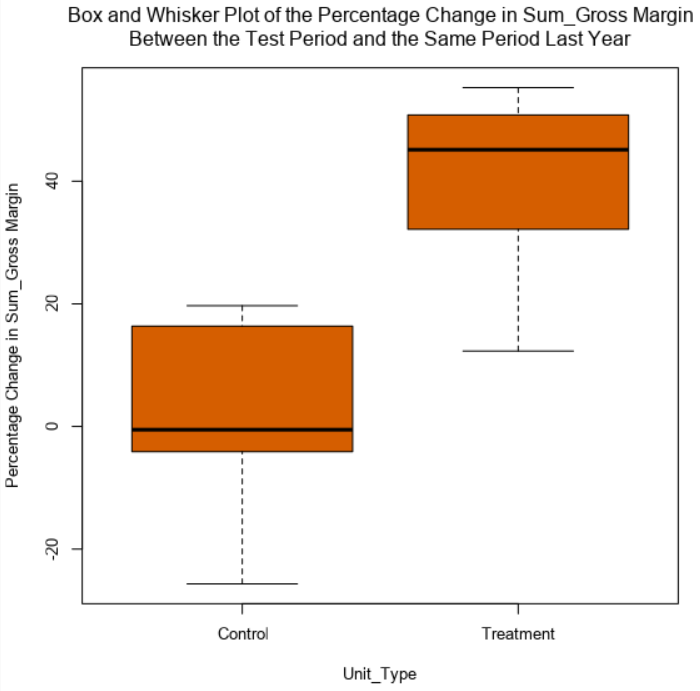 Box and Whisker Plot of the Percentage Change in Sum_Gross Margin
Between the Test Period and the Same Period Last Year
Percentage Change in Sum_Gross Margin
40
20
0
-20
Control
Treatment
Unit_Type